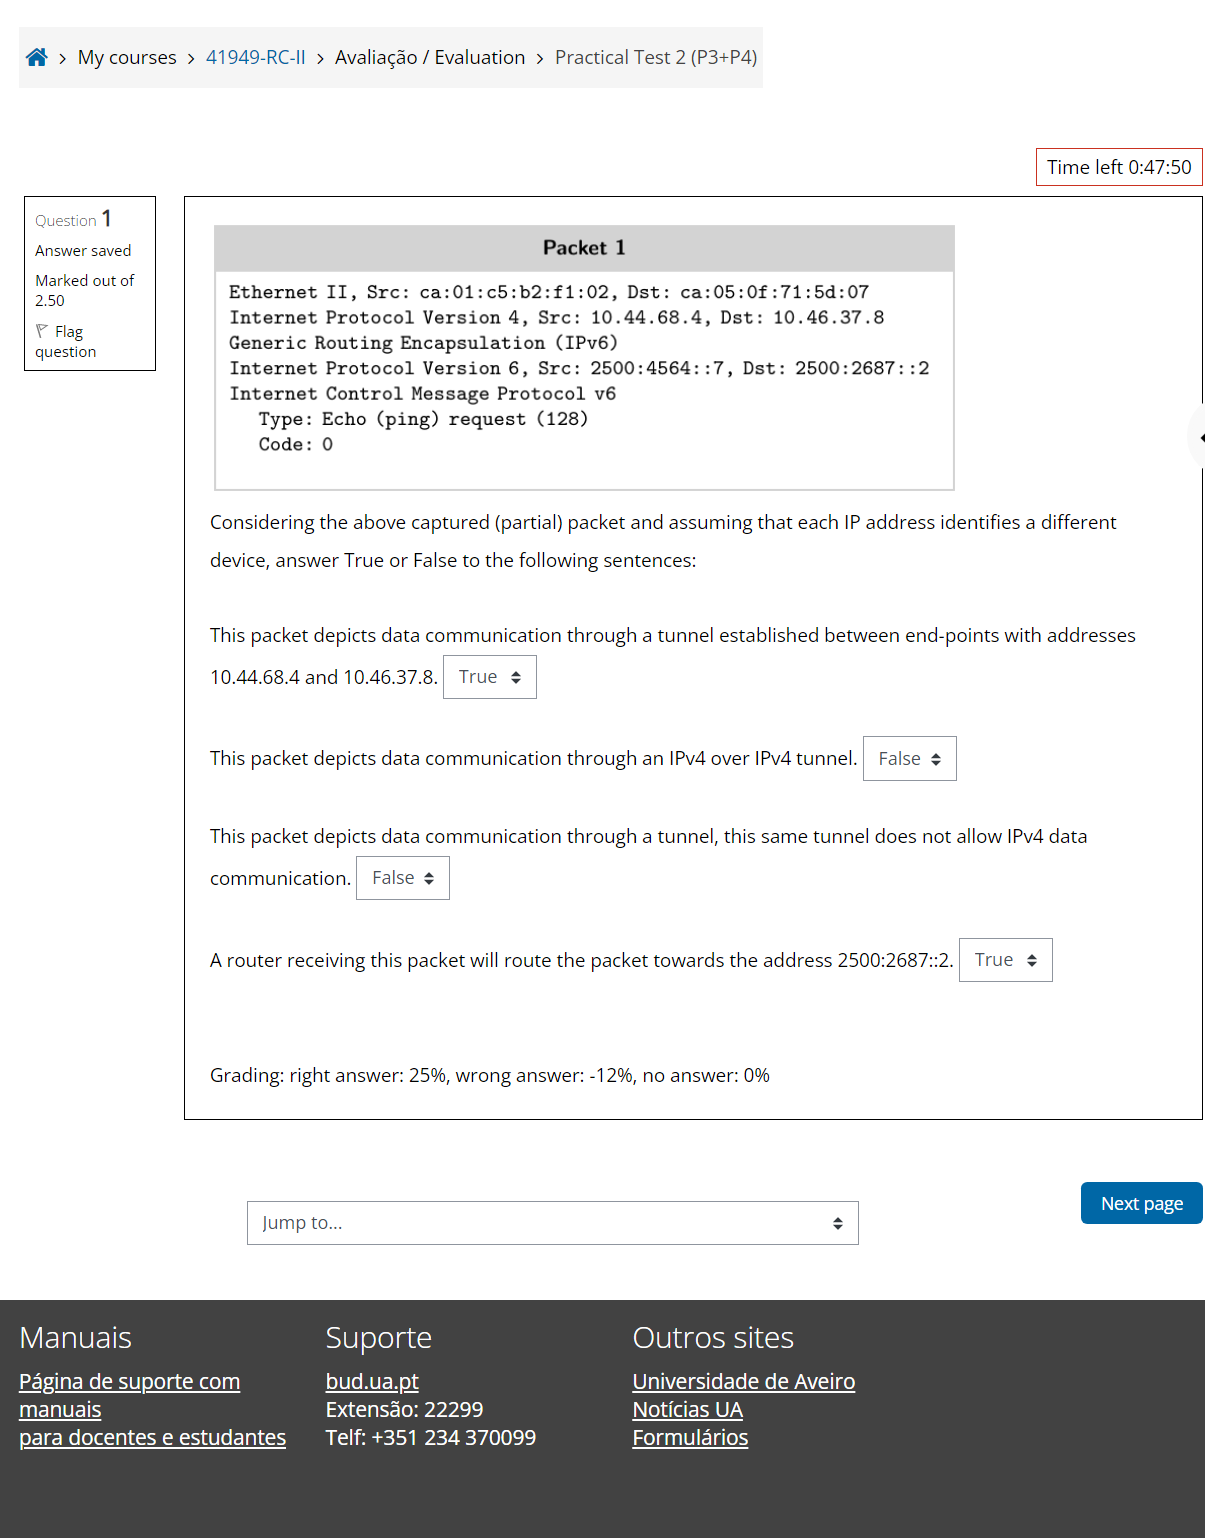 > My courses > 41949-RC-II > Avaliação / Evaluation > Practical Test 2 (P3+P4)
Time left 0:47:50
Question 1
Answer saved
Marked out of
2.50
Flag
question
Packet 1
Ethernet II, Src: ca:01:c5:b2:f1:02, Dst: ca:05:0f:71:5d:07
Internet Protocol Version 4, Src: 10.44.68.4, Dst: 10.46.37.8
Generic Routing Encapsulation (IPv6)
Internet Protocol Version 6, Src: 2500:4564::7, Dst: 2500:2687::2
Internet Control Message Protocol v6
Type: Echo (ping) request (128)
Code: 0
Considering the above captured (partial) packet and assuming that each IP address identifies a different
device, answer True or False to the following sentences:
This packet depicts data communication through a tunnel established between end-points with addresses
10.44.68.4 and 10.46.37.8. True
This packet depicts data communication through an IPv4 over IPv4 tunnel. False
This packet depicts data communication through a tunnel, this same tunnel does not allow IPv4 data
communication. False
A router receiving this packet will route the packet towards the address 2500:2687::2. True
Grading: right answer: 25%, wrong answer: -12%, no answer: 0%
Jump to...
Next page
Manuais
Página de suporte com
manuais
para docentes e estudantes
Suporte
bud.ua.pt
Extensão: 22299
Telf: +351 234 370099
Outros sites
Universidade de Aveiro
Notícias UA
Formulários